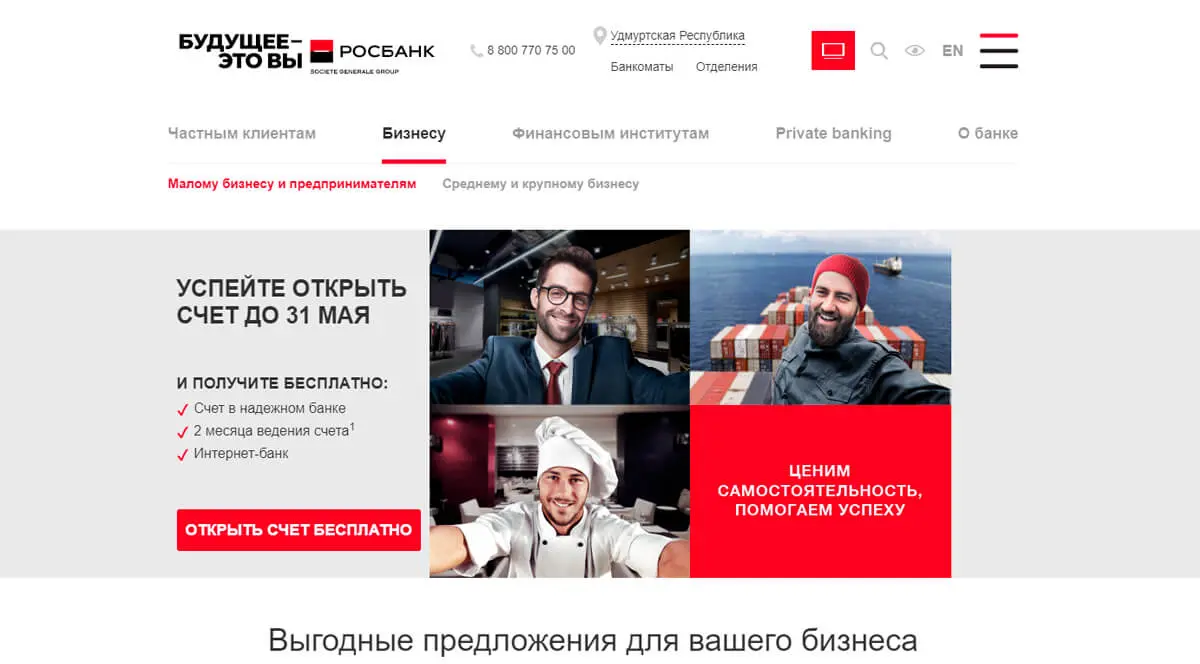 БУДУЩЕЕ–
ЭТО ВЫ
РОСБАНК
SOCIETE GENERALE GROUP
8 800 770 75 00
Удмуртская Республика
Банкоматы Отделения
EN
Частным клиентам Бизнесу Финансовым институтам Private banking О банке
Малому бизнесу и предпринимателям Среднему и крупному бизнесу
УСПЕЙТЕ ОТКРЫТЬ
СЧЕТ ДО 31 МАЯ
И ПОЛУЧИТЕ БЕСПЛАТНО:
Счет в надежном банке
2 месяца ведения счета¹
Интернет-банк
ОТКРЫТЬ СЧЕТ БЕСПЛАТНО
ЦЕНИМ
САМОСТОЯТЕЛЬНОСТЬ,
ПОМОГАЕМ УСПЕХУ
Выгодные предложения для вашего бизнеса